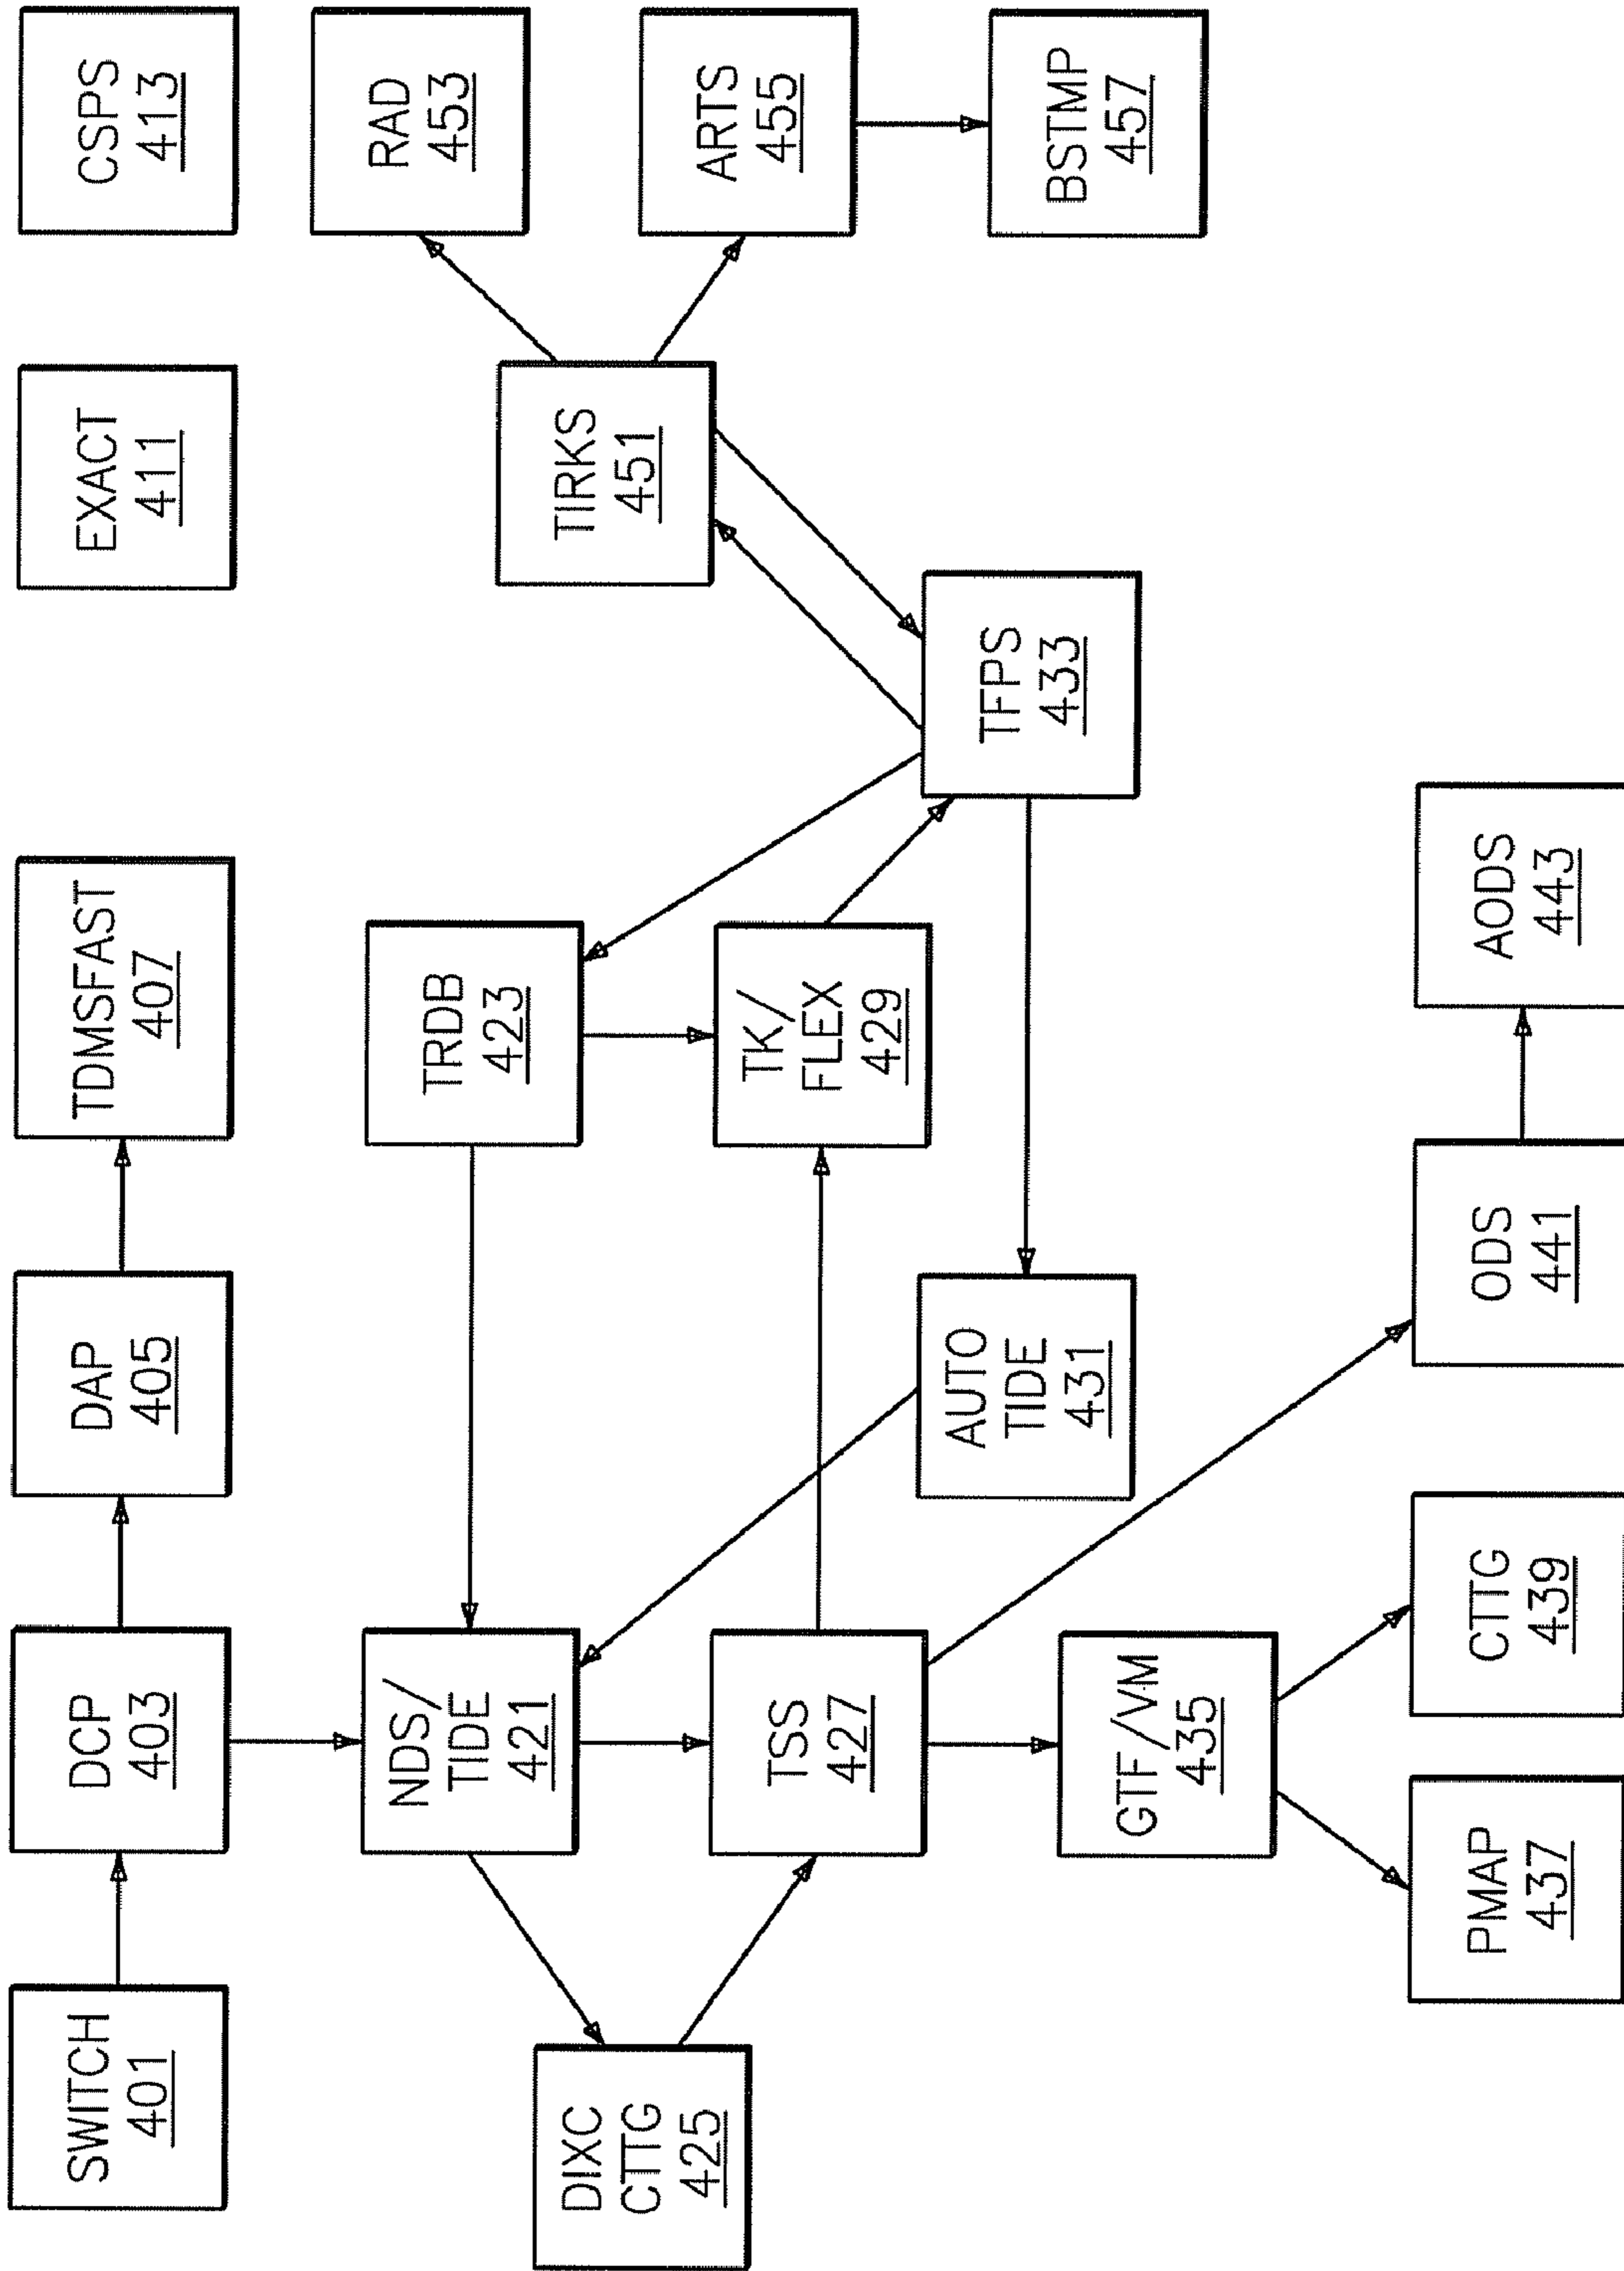 SWITCH
401
DCP
403
DAP
405
TDMSFAST
407
EXACT
411
CSPS
413
NDS/
TIDE
421
TRDB
423
RAD
453
DIXC
CTTG
425
TIRKS
451
TSS
427
TK/
FLEX
429
ARTS
455
AUTO
TIDE
431
TFPS
433
BSTMP
457
GTF/VM
435
PMAP
437
CTTG
439
ODS
441
AODS
443